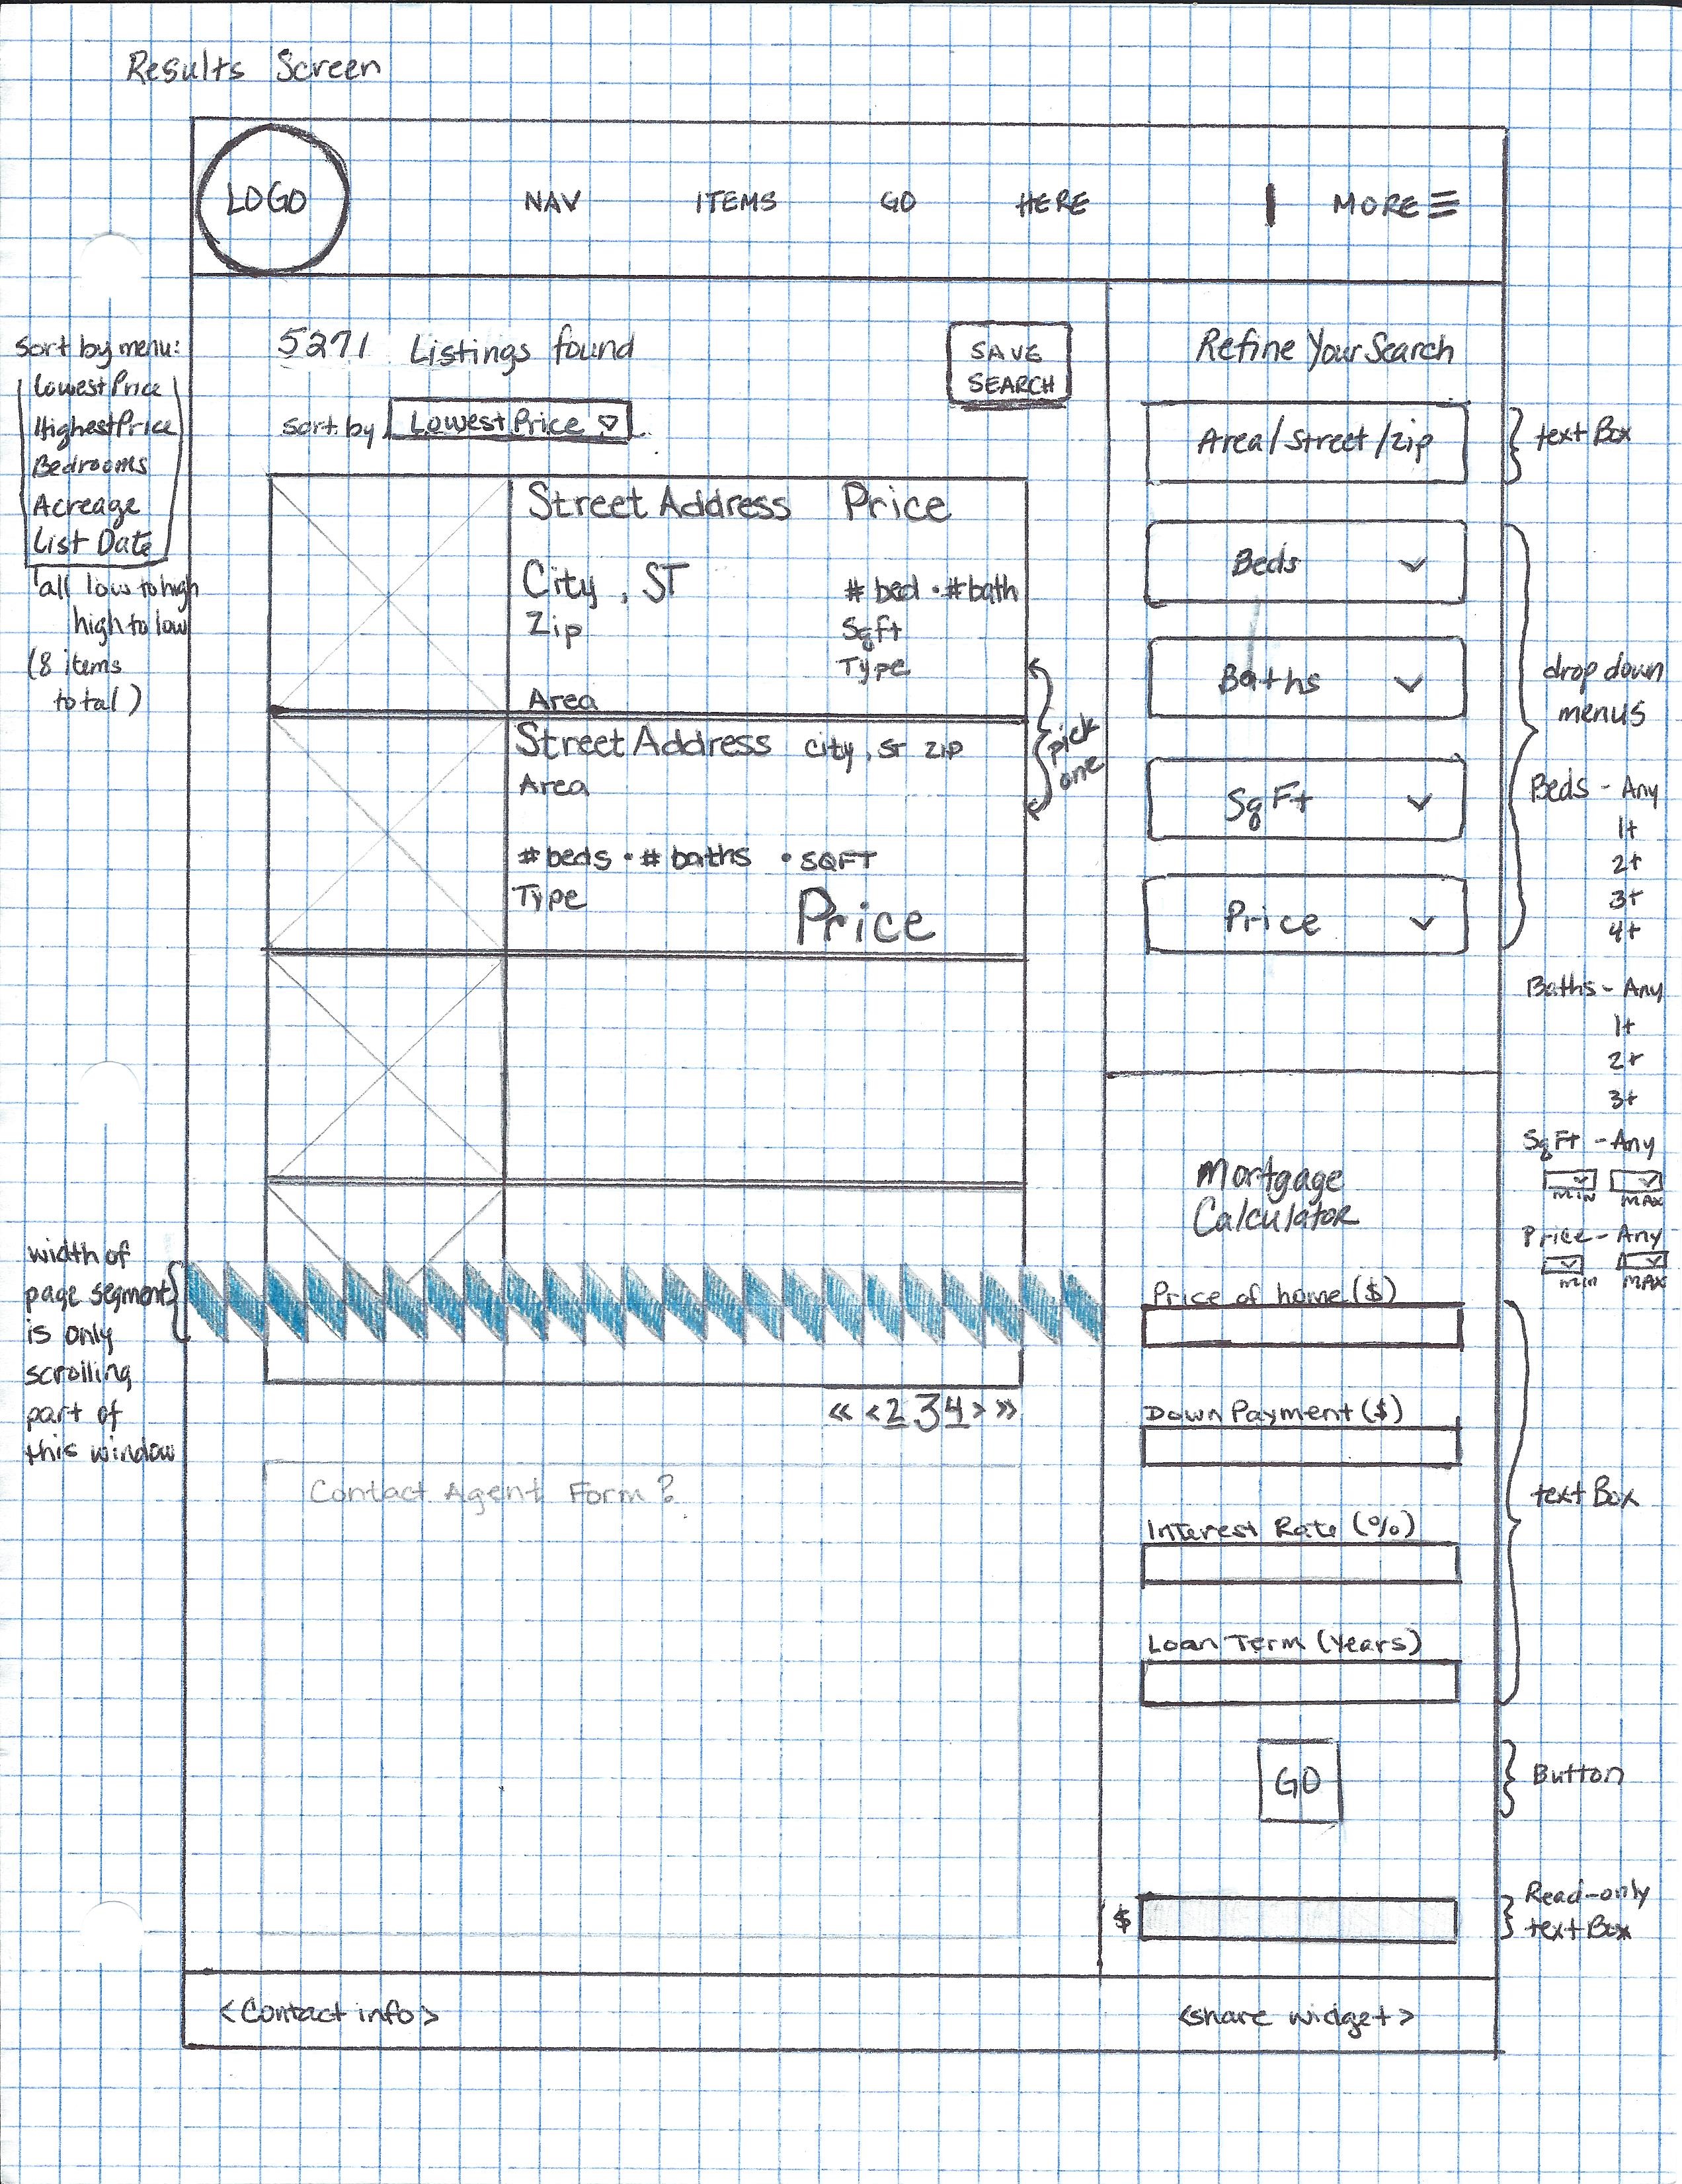 Results Screen
LOGO
NAV ITEMS GO HERE | MORE
sort by menu:
Lowest Price
Highest Price
Bedrooms
Acreage
List Date
all low to high
high to low
(8 items
total)
5271 Listings found
SAVE
SEARCH
sort by Lowest Price
Street Address Price
City, ST
Zip
# bed • # bath
Sqft
Type
Area
pick
one
Street Address City, ST ZIP
Area
# beds • # baths • SQFT
Type
Price
width of
page segment
is only
scrolling
part of
this window
<< < 2 3 4 > >>
Contact Agent Form?
Refine Your Search
Area/Street/Zip
text Box
Beds
Baths
SqFt
Price
drop down
menus
Beds - Any
1+
2+
3+
4+
Baths - Any
1+
2+
3+
SqFt - Any
MIN MAX
Price - Any
MIN MAX
Mortgage
Calculator
Price of home ($)
Down Payment ($)
Interest Rate (%)
Loan Term (years)
text Box
GO
Button
$
Read-only
text Box
<Contact info>
<share widget>